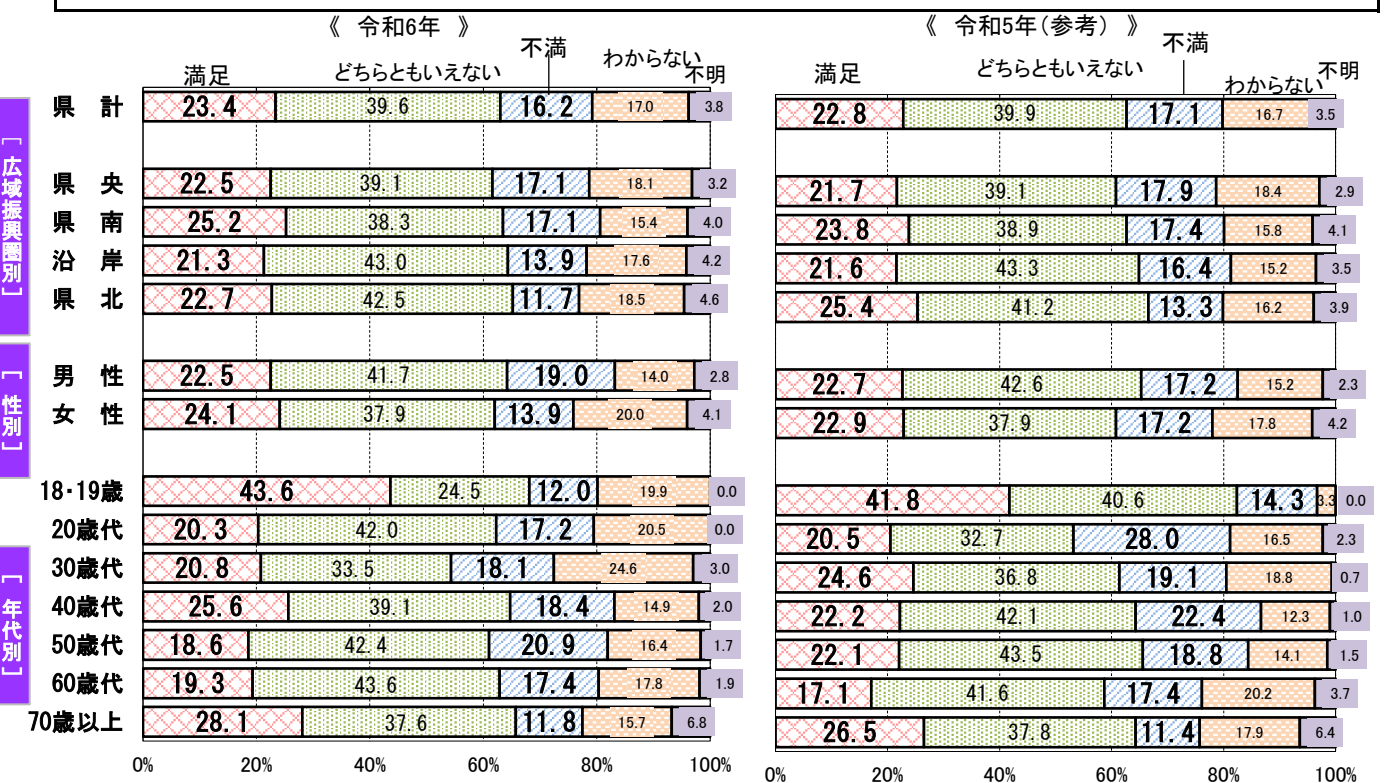 《 令和6年 》
《 令和5年(参考) 》
満足 どちらともいえない 不満 わからない 不明
満足 どちらともいえない 不満 わからない 不明
県 計 23.4 39.6 16.2 17.0 3.8 22.8 39.9 17.1 16.7 3.5
[広域振興圏別]
県 央 22.5 39.1 17.1 18.1 3.2 21.7 39.1 17.9 18.4 2.9
県 南 25.2 38.3 17.1 15.4 4.0 23.8 38.9 17.4 15.8 4.1
沿 岸 21.3 43.0 13.9 17.6 4.2 21.6 43.3 16.4 15.2 3.5
県 北 22.7 42.5 11.7 18.5 4.6 25.4 41.2 13.3 16.2 3.9
[性別]
男 性 22.5 41.7 19.0 14.0 2.8 22.7 42.6 17.2 15.2 2.3
女 性 24.1 37.9 13.9 20.0 4.1 22.9 37.9 17.2 17.8 4.2
[年代別]
18・19歳 43.6 24.5 12.0 19.9 0.0 41.8 40.6 14.3 3.3 0.0
20歳代 20.3 42.0 17.2 20.5 0.0 20.5 32.7 28.0 16.5 2.3
30歳代 20.8 33.5 18.1 24.6 3.0 24.6 36.8 19.1 18.8 0.7
40歳代 25.6 39.1 18.4 14.9 2.0 22.2 42.1 22.4 12.3 1.0
50歳代 18.6 42.4 20.9 16.4 1.7 22.1 43.5 18.8 14.1 1.5
60歳代 19.3 43.6 17.4 17.8 1.9 17.1 41.6 17.4 20.2 3.7
70歳以上 28.1 37.6 11.8 15.7 6.8 26.5 37.8 11.4 17.9 6.4
0% 20% 40% 60% 80% 100%
0% 20% 40% 60% 80% 100%